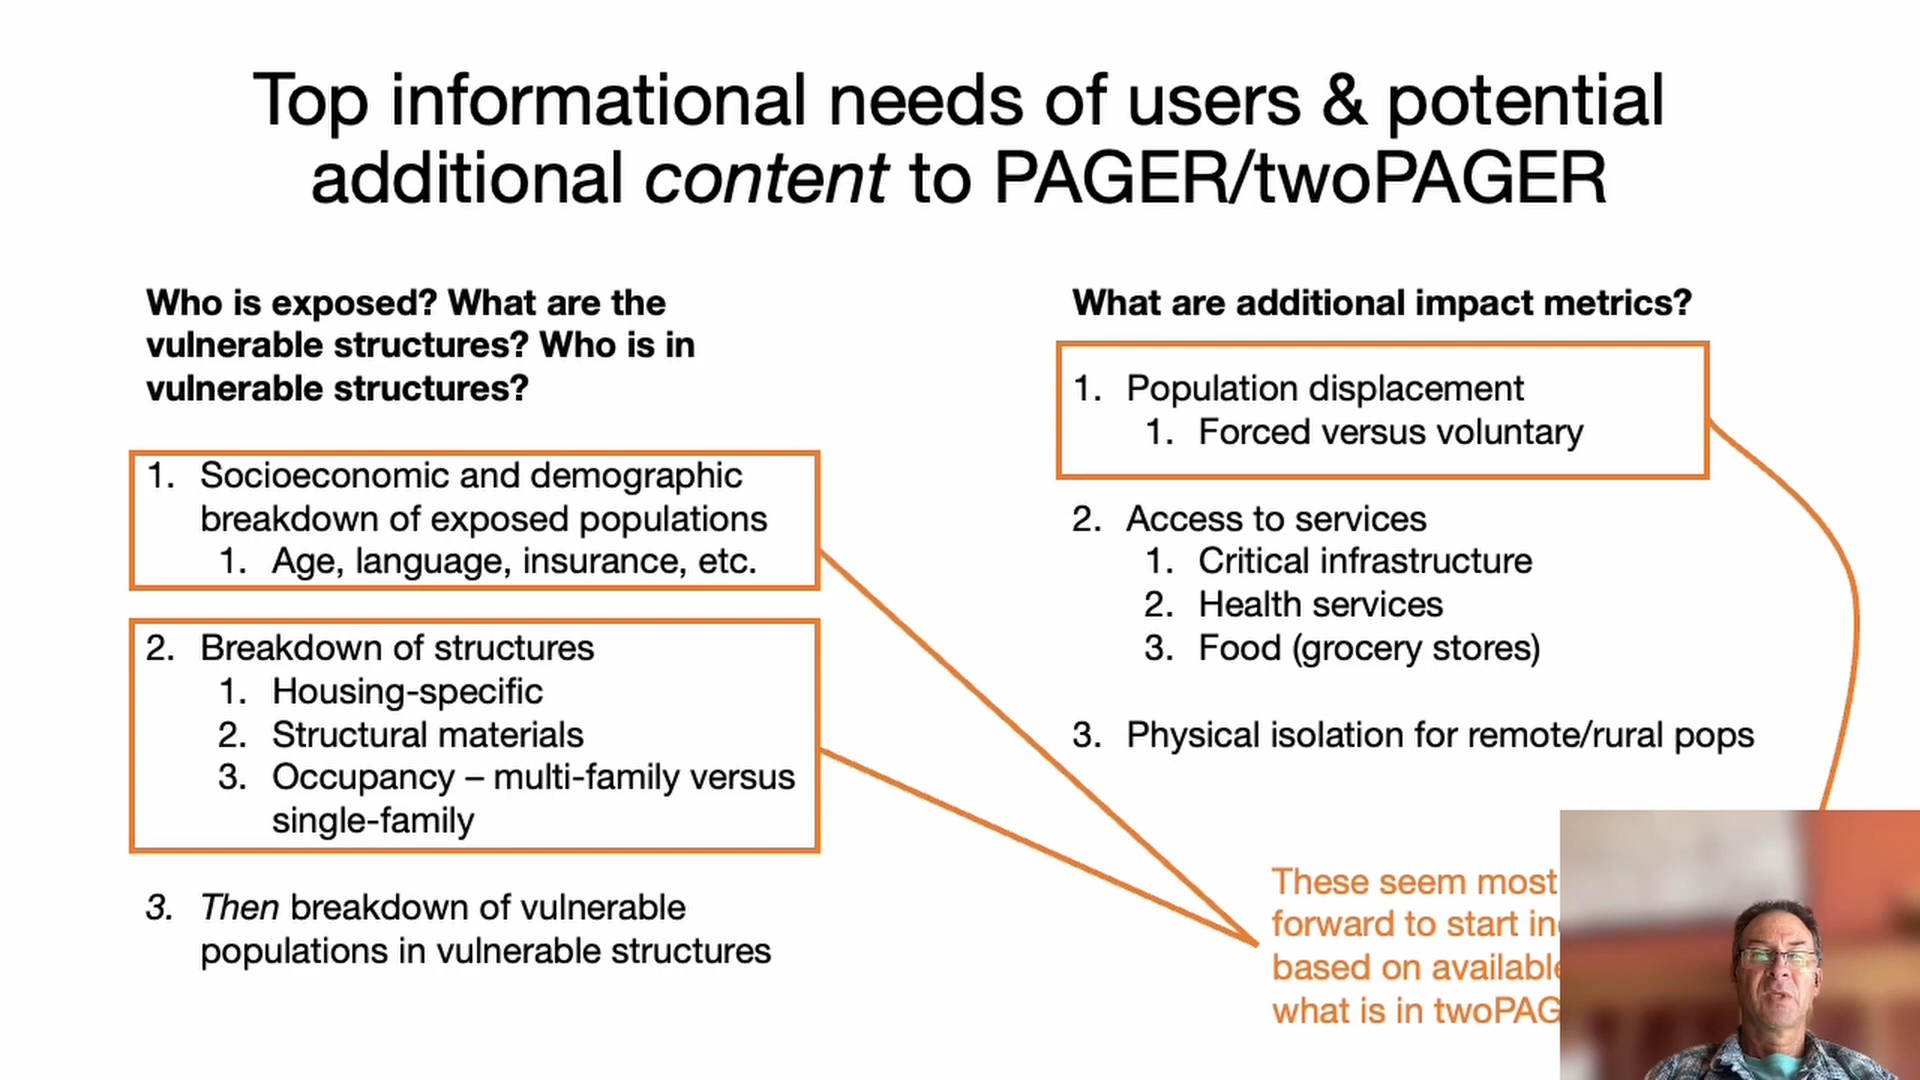 Top informational needs of users & potential
additional content to PAGER/twoPAGER
Who is exposed? What are the
vulnerable structures? Who is in
vulnerable structures?
1. Socioeconomic and demographic
breakdown of exposed populations
1. Age, language, insurance, etc.
2. Breakdown of structures
1. Housing-specific
2. Structural materials
3. Occupancy – multi-family versus
single-family
3. Then breakdown of vulnerable
populations in vulnerable structures
What are additional impact metrics?
1. Population displacement
1. Forced versus voluntary
2. Access to services
1. Critical infrastructure
2. Health services
3. Food (grocery stores)
3. Physical isolation for remote/rural pops
These seem most
forward to start
based on
what is in